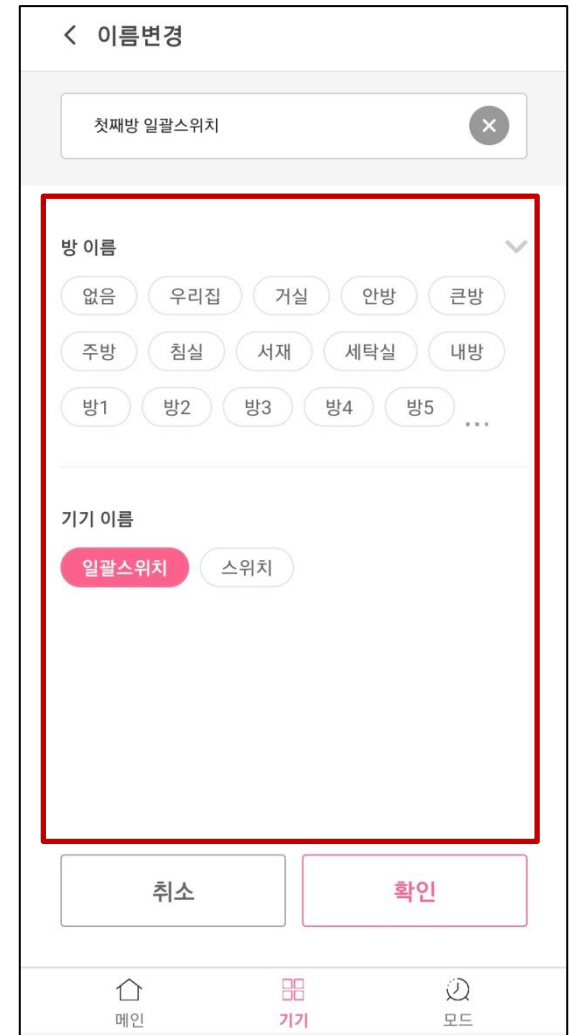 이름변경
첫째방 일괄스위치
방 이름
없음 우리집 거실 안방 큰방
주방 침실 서재 세탁실 내방
방1 방2 방3 방4 방5 ...
기기 이름
일괄스위치 스위치
취소 확인
메인 기기 모드